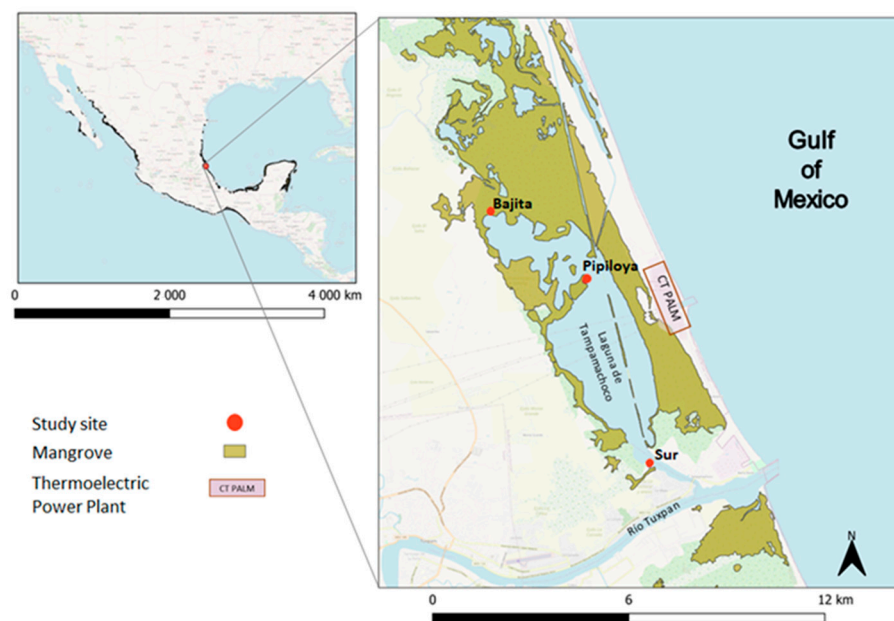 Gulf
of
Mexico
Bajita
Pipiloya
CT PALM
Laguna de
Tampamachoco
Sur
Río Tuxpan
N
0
2 000
4 000 km
Study site
Mangrove
Thermoelectric
Power Plant
CT PALM
0
6
12 km